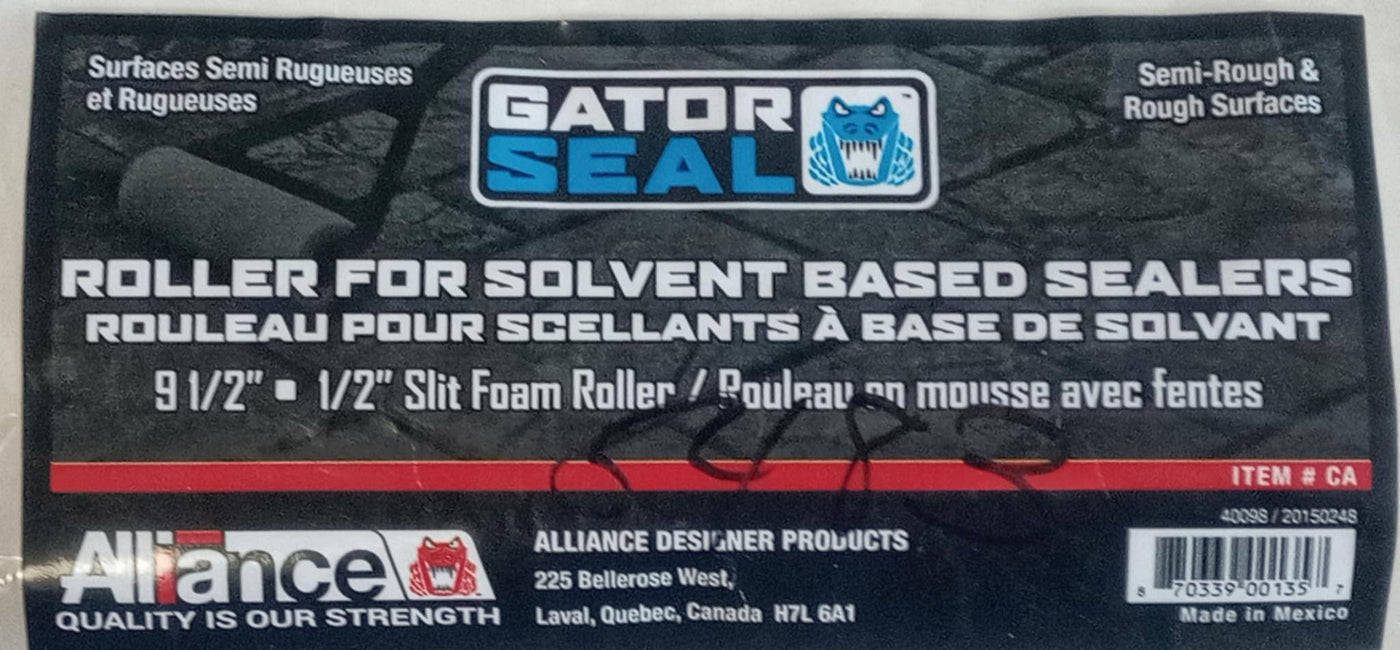 Surfaces Semi Rugueuses
et Rugueuses
GATOR
SEAL
™
Semi-Rough &
Rough Surfaces
ROLLER FOR SOLVENT BASED SEALERS
ROULEAU POUR SCELLANTS À BASE DE SOLVANT
9 1/2" ▪ 1/2" Slit Foam Roller / Rouleau en mousse avec fentes
ITEM # CA
40098 / 20150248
Alliance
QUALITY IS OUR STRENGTH
ALLIANCE DESIGNER PRODUCTS
225 Bellerose West,
Laval, Quebec, Canada H7L 6A1
8 70339-00135 7
Made in Mexico